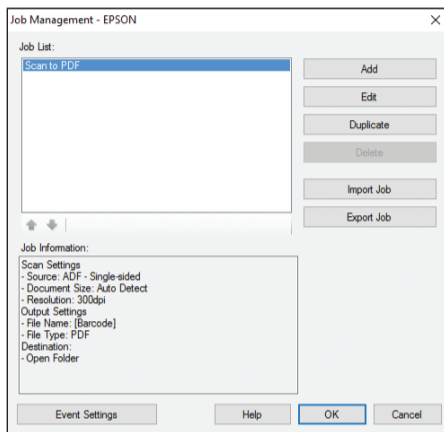 Job Management - EPSON
Job List:
Scan to PDF
Add
Edit
Duplicate
Delete
Import Job
Export Job
Job Information:
Scan Settings
- Source: ADF - Single-sided
- Document Size: Auto Detect
- Resolution: 300dpi
Output Settings
- File Name: [Barcode]
- File Type: PDF
Destination:
- Open Folder
Event Settings
Help
OK
Cancel